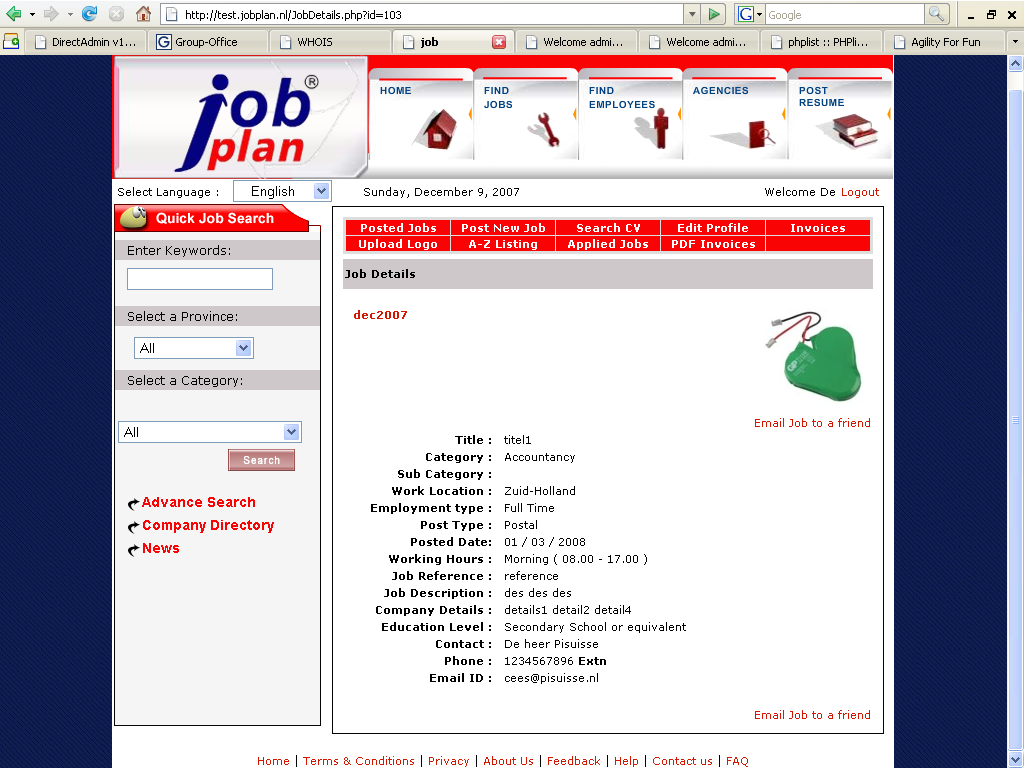 http://test.jobplan.nl/JobDetails.php?id=103
G Google
DirectAdmin v1... Group-Office WHOIS job Welcome admi... Welcome admi... phplist :: PHPli... Agility For Fun
job plan ®
HOME
FIND JOBS
FIND EMPLOYEES
AGENCIES
POST RESUME
Select Language : English Sunday, December 9, 2007 Welcome De Logout
Quick Job Search
Enter Keywords:
Select a Province:
All
Select a Category:
All
Search
Advance Search
Company Directory
News
Posted Jobs Post New Job Search CV Edit Profile Invoices
Upload Logo A-Z Listing Applied Jobs PDF Invoices
Job Details
dec2007
GP
Email Job to a friend
Title : titel1
Category : Accountancy
Sub Category :
Work Location : Zuid-Holland
Employment type : Full Time
Post Type : Postal
Posted Date: 01 / 03 / 2008
Working Hours : Morning ( 08.00 - 17.00 )
Job Reference : reference
Job Description : des des des
Company Details : details1 detail2 detail4
Education Level : Secondary School or equivalent
Contact : De heer Pisuisse
Phone : 1234567896 Extn
Email ID : cees@pisuisse.nl
Email Job to a friend
Home | Terms & Conditions | Privacy | About Us | Feedback | Help | Contact us | FAQ